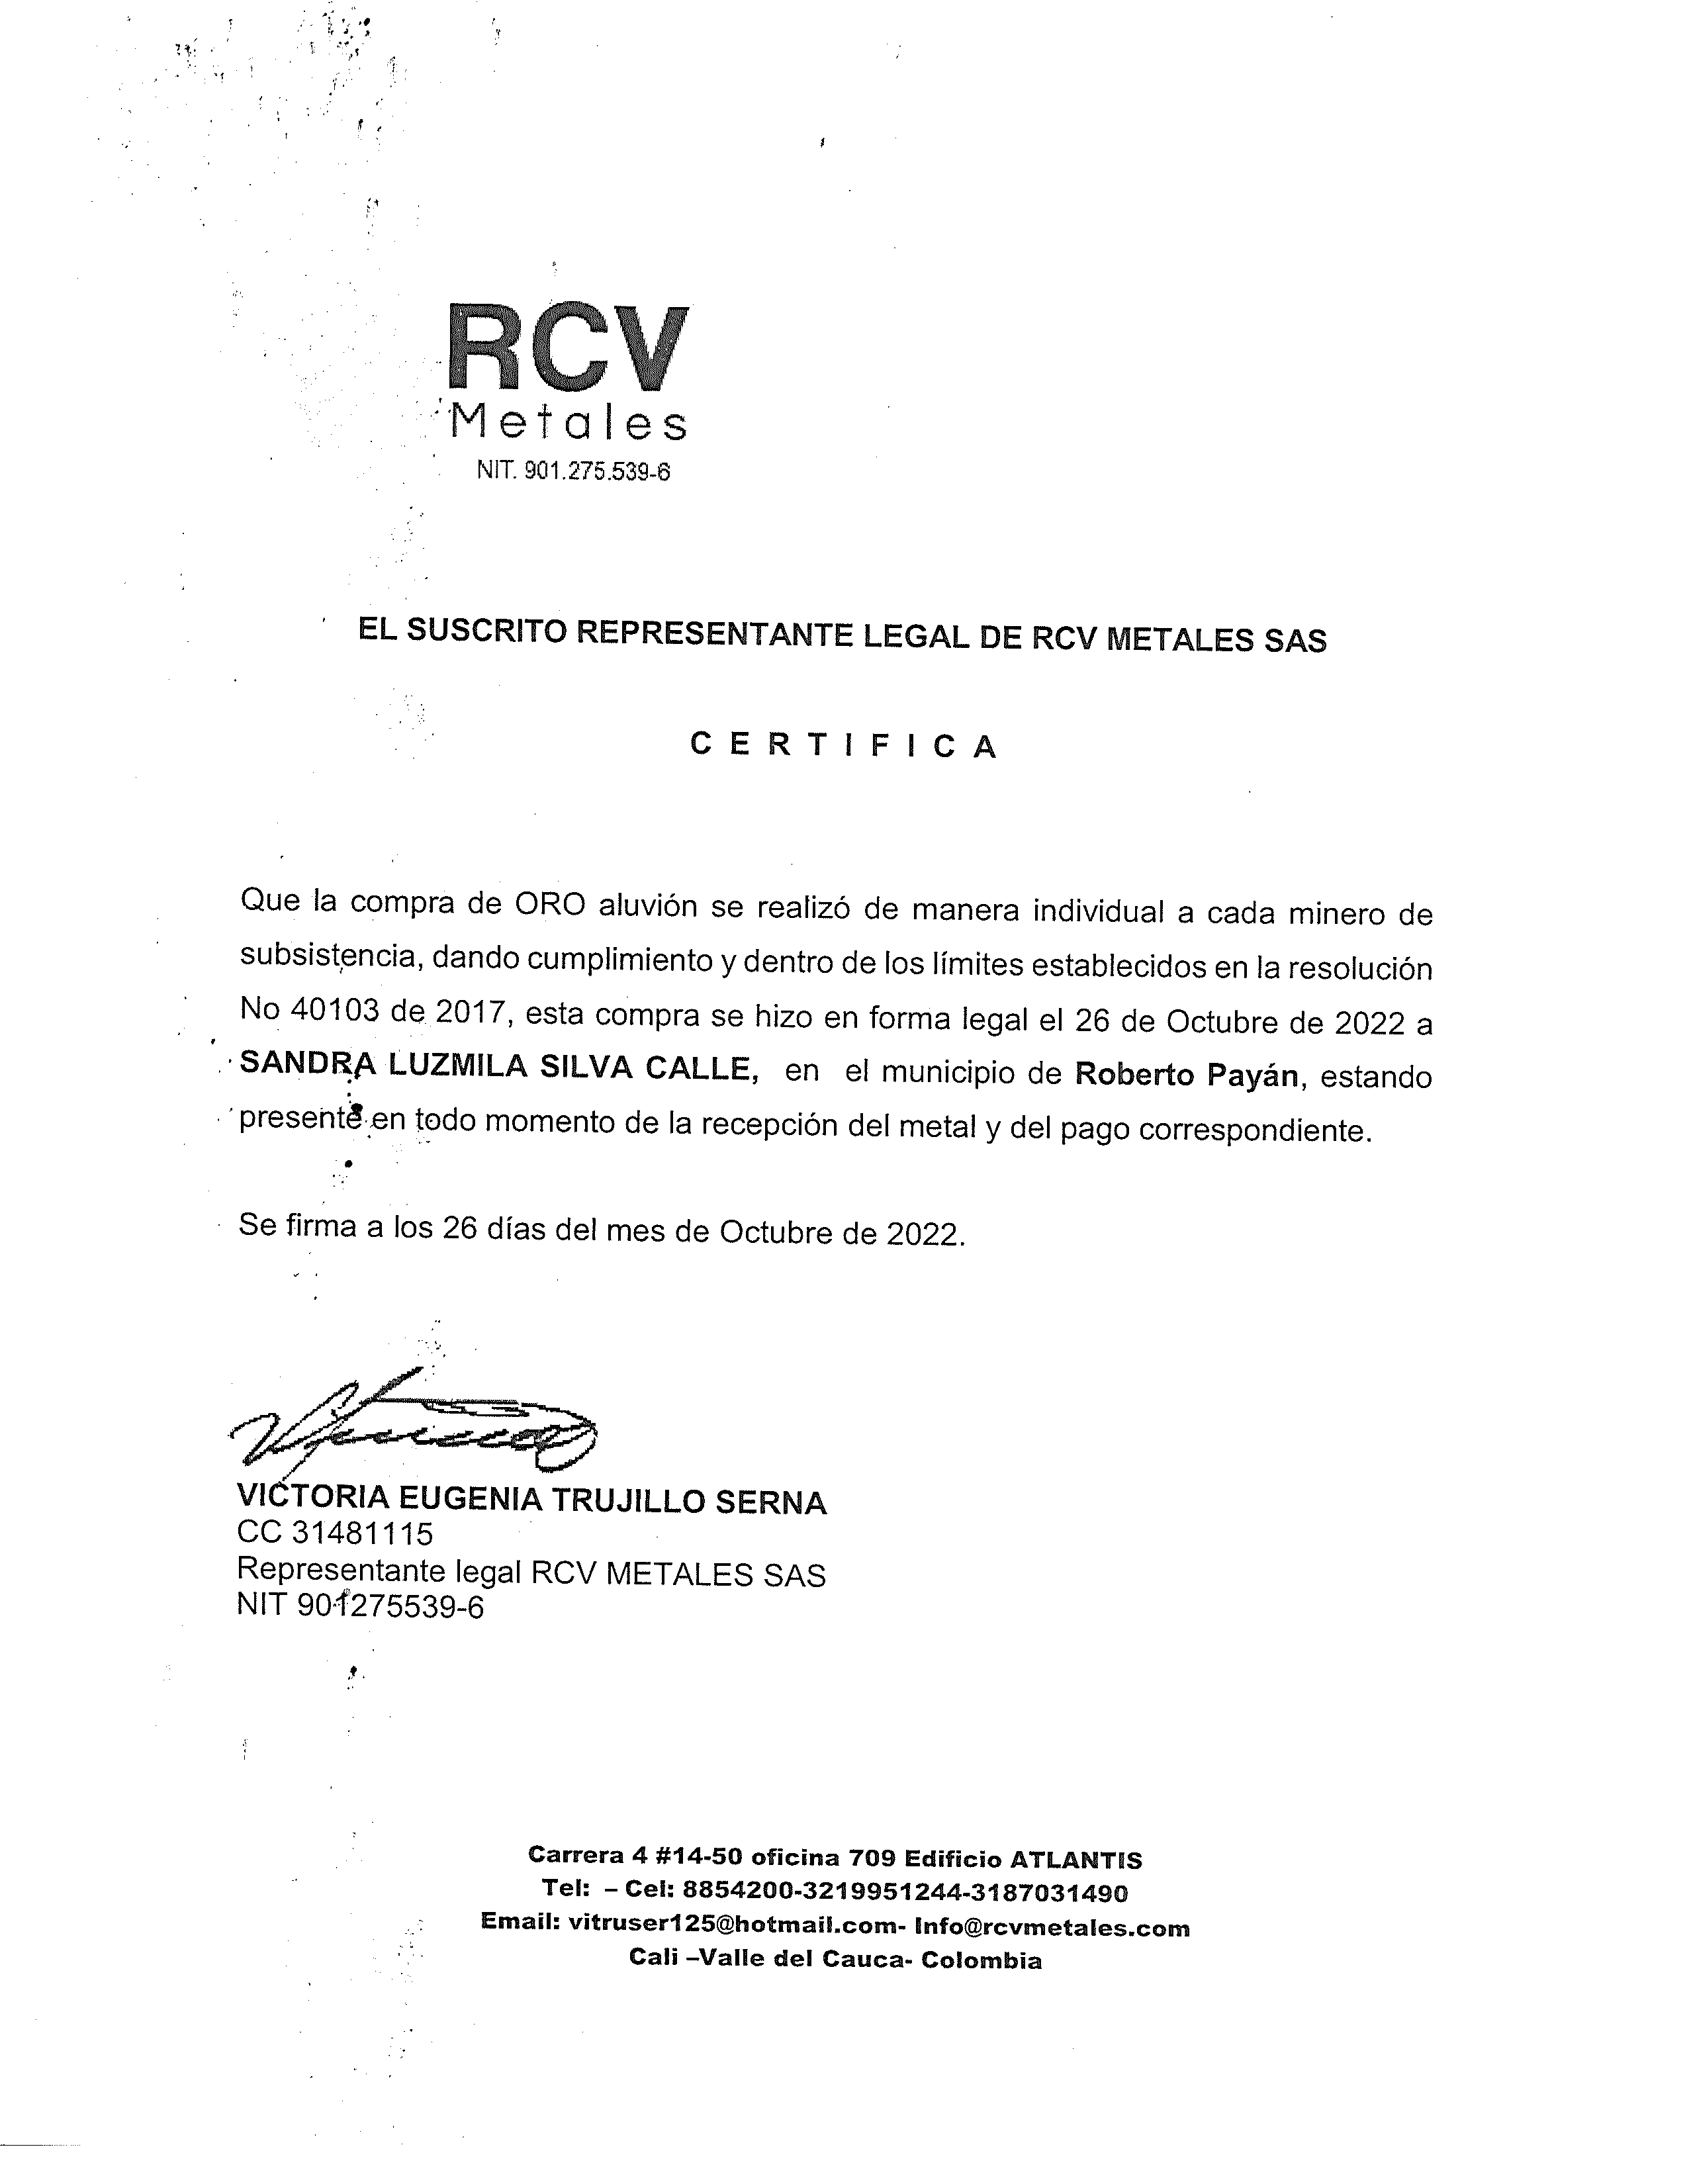 RCV
Metales
NIT. 901.275.539-6
EL SUSCRITO REPRESENTANTE LEGAL DE RCV METALES SAS
C E R T I F I C A
Que la compra de ORO aluvión se realizó de manera individual a cada minero de
subsistencia, dando cumplimiento y dentro de los límites establecidos en la resolución
No 40103 de 2017, esta compra se hizo en forma legal el 26 de Octubre de 2022 a
SANDRA LUZMILA SILVA CALLE, en el municipio de Roberto Payán, estando
presente en todo momento de la recepción del metal y del pago correspondiente.
Se firma a los 26 días del mes de Octubre de 2022.
VICTORIA EUGENIA TRUJILLO SERNA
CC 31481115
Representante legal RCV METALES SAS
NIT 901275539-6
Carrera 4 #14-50 oficina 709 Edificio ATLANTIS
Tel: – Cel: 8854200-3219951244-3187031490
Email: vitruser125@hotmail.com- Info@rcvmetales.com
Cali –Valle del Cauca- Colombia